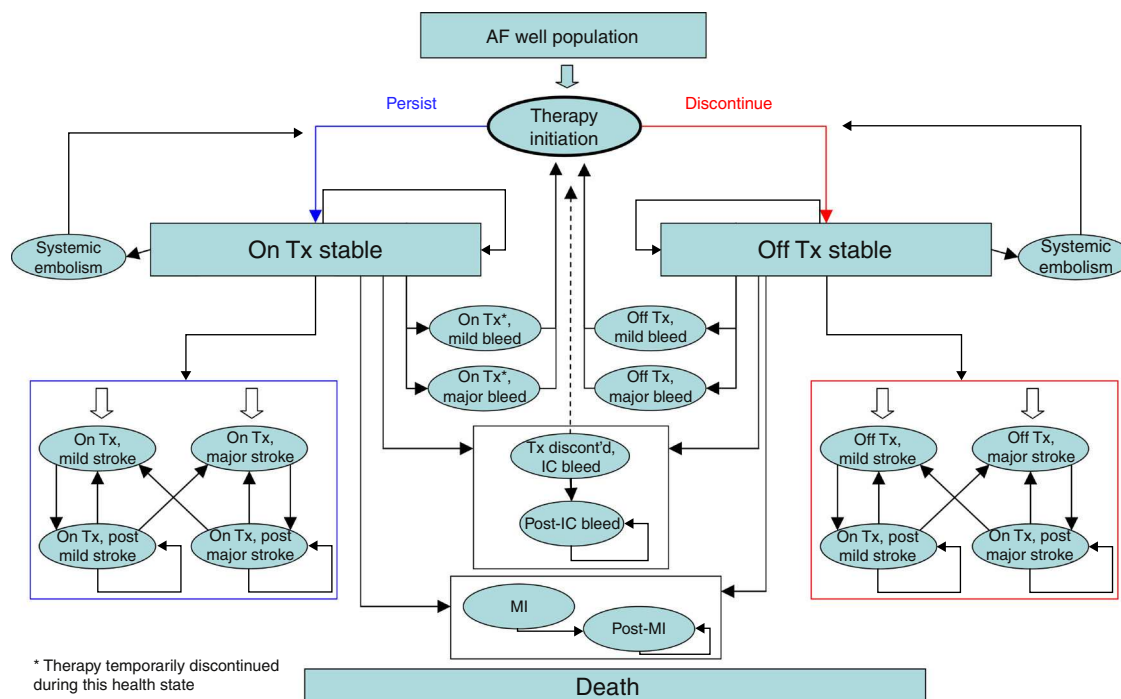 AF well population
Persist
Therapy
initiation
Discontinue
Systemic
embolism
On Tx stable
Off Tx stable
Systemic
embolism
On Tx*,
mild bleed
Off Tx,
mild bleed
On Tx*,
major bleed
Off Tx,
major bleed
On Tx,
mild stroke
On Tx,
major stroke
On Tx, post
mild stroke
On Tx, post
major stroke
Tx discont'd,
IC bleed
Post-IC bleed
Off Tx,
mild stroke
Off Tx,
major stroke
On Tx, post
mild stroke
On Tx, post
major stroke
MI
Post-MI
* Therapy temporarily discontinued
during this health state
Death